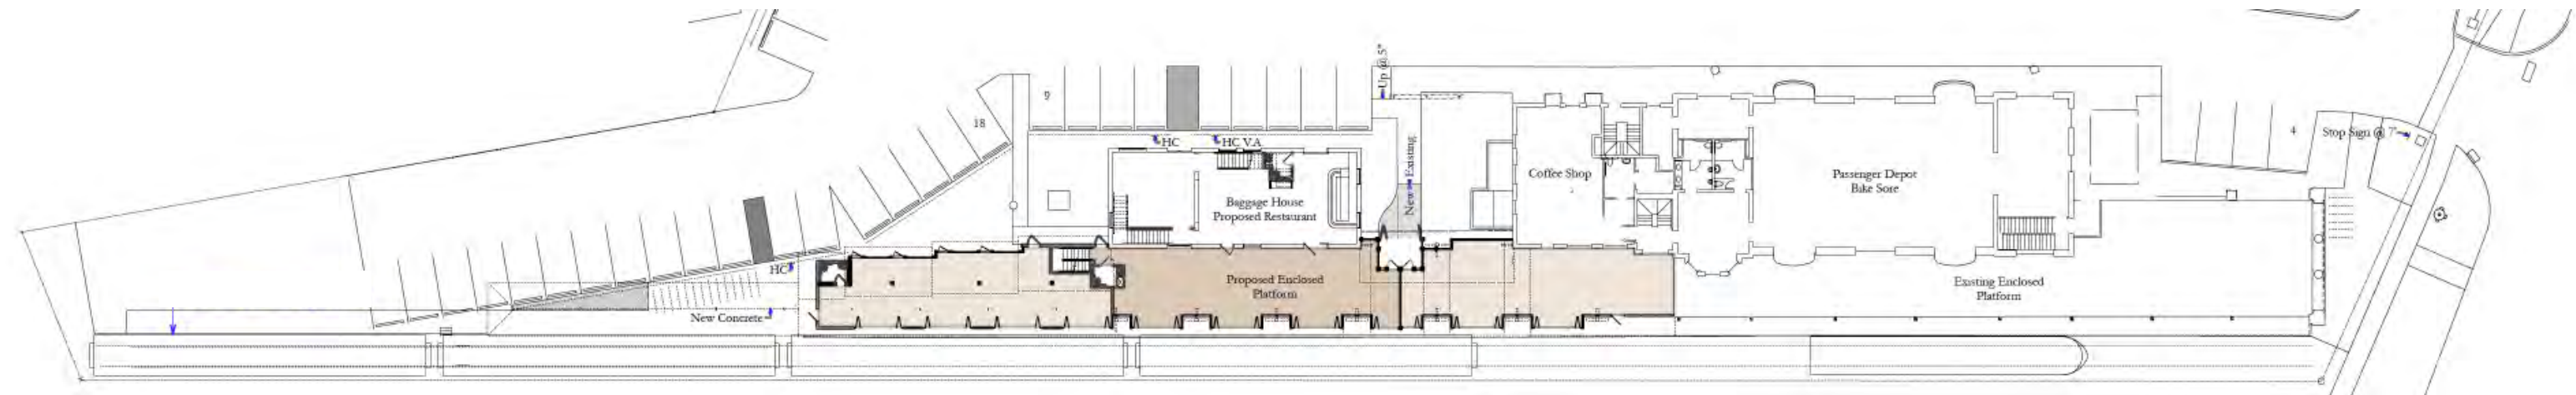 Up @ .5"
9
18
HC
HC V.A
New Existing
Coffee Shop
Passenger Depot
Bike Sore
4
Stop Sign @ 7'
Baggage House
Proposed Restaurant
HC
Proposed Enclosed
Platform
Existing Enclosed
Platform
New Concrete